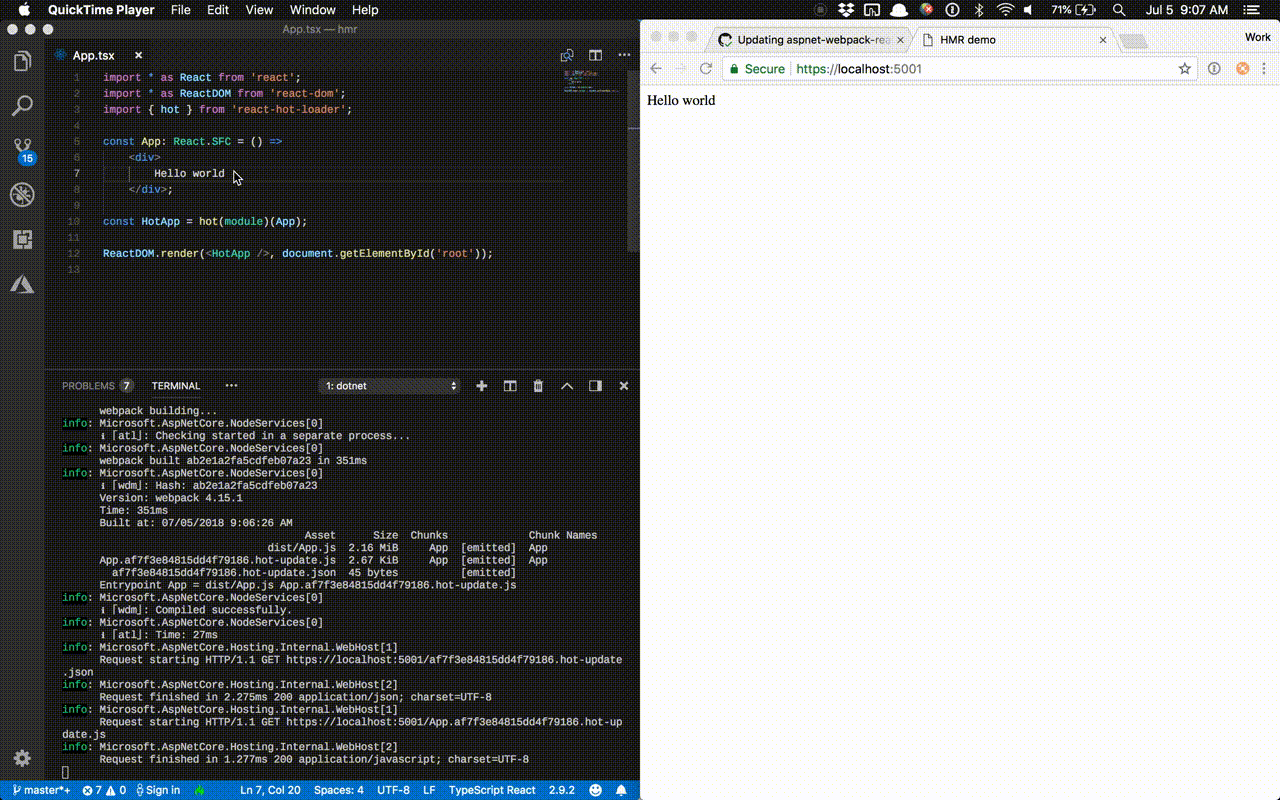 QuickTime Player File Edit View Window Help 71% Jul 5 9:07 AM
App.tsx — hmr
App.tsx
1 import * as React from 'react';
2 import * as ReactDOM from 'react-dom';
3 import { hot } from 'react-hot-loader';
4
5 const App: React.SFC = () =>
6 <div>
7 Hello world
8 </div>;
9
10 const HotApp = hot(module)(App);
11
12 ReactDOM.render(<HotApp />, document.getElementById('root'));
13
15
PROBLEMS 7 TERMINAL ••• 1: dotnet
webpack building...
info: Microsoft.AspNetCore.NodeServices[0]
ℹ ｢atl｣: Checking started in a separate process...
info: Microsoft.AspNetCore.NodeServices[0]
webpack built ab2e1a2fa5cdfeb07a23 in 351ms
info: Microsoft.AspNetCore.NodeServices[0]
ℹ ｢wdm｣: Hash: ab2e1a2fa5cdfeb07a23
Version: webpack 4.15.1
Time: 351ms
Built at: 07/05/2018 9:06:26 AM
Asset Size Chunks Chunk Names
dist/App.js 2.16 MiB App [emitted] App
App.af7f3e84815dd4f79186.hot-update.js 2.67 KiB App [emitted] App
af7f3e84815dd4f79186.hot-update.json 45 bytes [emitted]
Entrypoint App = dist/App.js App.af7f3e84815dd4f79186.hot-update.js
info: Microsoft.AspNetCore.NodeServices[0]
ℹ ｢wdm｣: Compiled successfully.
info: Microsoft.AspNetCore.NodeServices[0]
ℹ ｢atl｣: Time: 27ms
info: Microsoft.AspNetCore.Hosting.Internal.WebHost[1]
Request starting HTTP/1.1 GET https://localhost:5001/af7f3e84815dd4f79186.hot-update
.json
info: Microsoft.AspNetCore.Hosting.Internal.WebHost[2]
Request finished in 2.275ms 200 application/json; charset=UTF-8
info: Microsoft.AspNetCore.Hosting.Internal.WebHost[1]
Request starting HTTP/1.1 GET https://localhost:5001/App.af7f3e84815dd4f79186.hot-up
date.js
info: Microsoft.AspNetCore.Hosting.Internal.WebHost[2]
Request finished in 1.277ms 200 application/javascript; charset=UTF-8
master*+ 7 0 Sign in Ln 7, Col 20 Spaces: 4 UTF-8 LF TypeScript React 2.9.2
Updating aspnet-webpack-rea HMR demo Work
Secure https://localhost:5001
Hello world